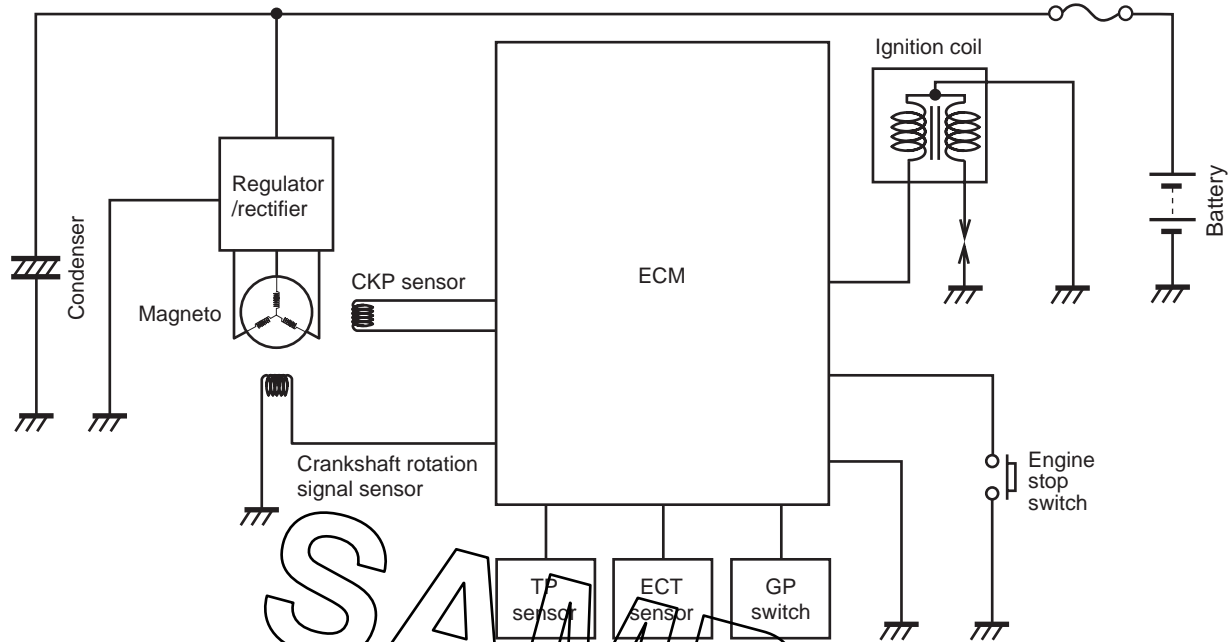 Ignition coil
Regulator
/rectifier
Condenser
Battery
CKP sensor
ECM
Magneto
Crankshaft rotation
signal sensor
Engine
stop
switch
TP
sensor
ECT
sensor
GP
switch